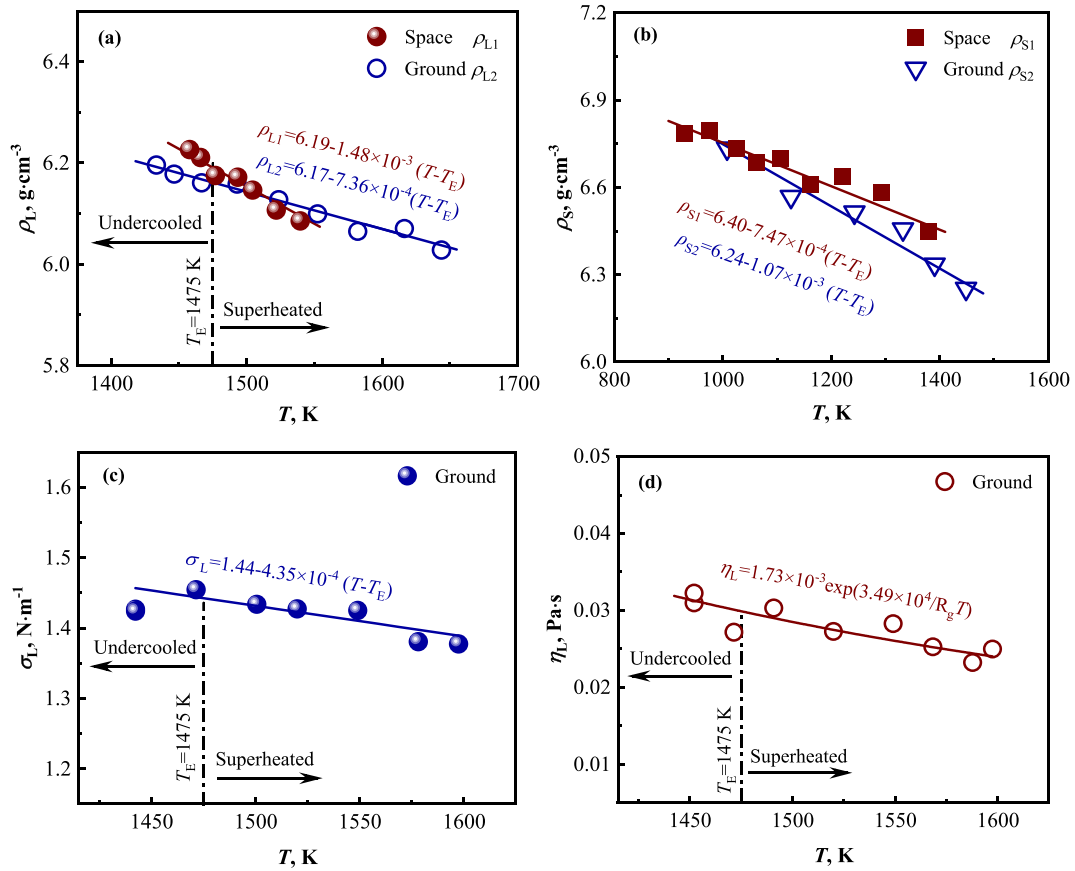 (a)
Space ρL1
Ground ρL2
ρL1=6.19-1.48×10-3 (T-TE)
ρL2=6.17-7.36×10-4(T-TE)
Undercooled
Superheated
TE=1475 K
ρL, g·cm-3
6.4
6.2
6.0
5.8
1400
1500
1600
1700
T, K
(b)
Space ρS1
Ground ρS2
ρS1=6.40-7.47×10-4(T-TE)
ρS2=6.24-1.07×10-3 (T-TE)
ρS, g·cm-3
7.2
6.9
6.6
6.3
6.0
800
1000
1200
1400
1600
T, K
(c)
Ground
σL=1.44-4.35×10-4 (T-TE)
Undercooled
Superheated
TE=1475 K
σL, N·m-1
1.6
1.5
1.4
1.3
1.2
1450
1500
1550
1600
T, K
(d)
Ground
ηL=1.73×10-3exp(3.49×104/RgT)
Undercooled
Superheated
TE=1475 K
ηL, Pa·s
0.05
0.04
0.03
0.02
0.01
1450
1500
1550
1600
T, K